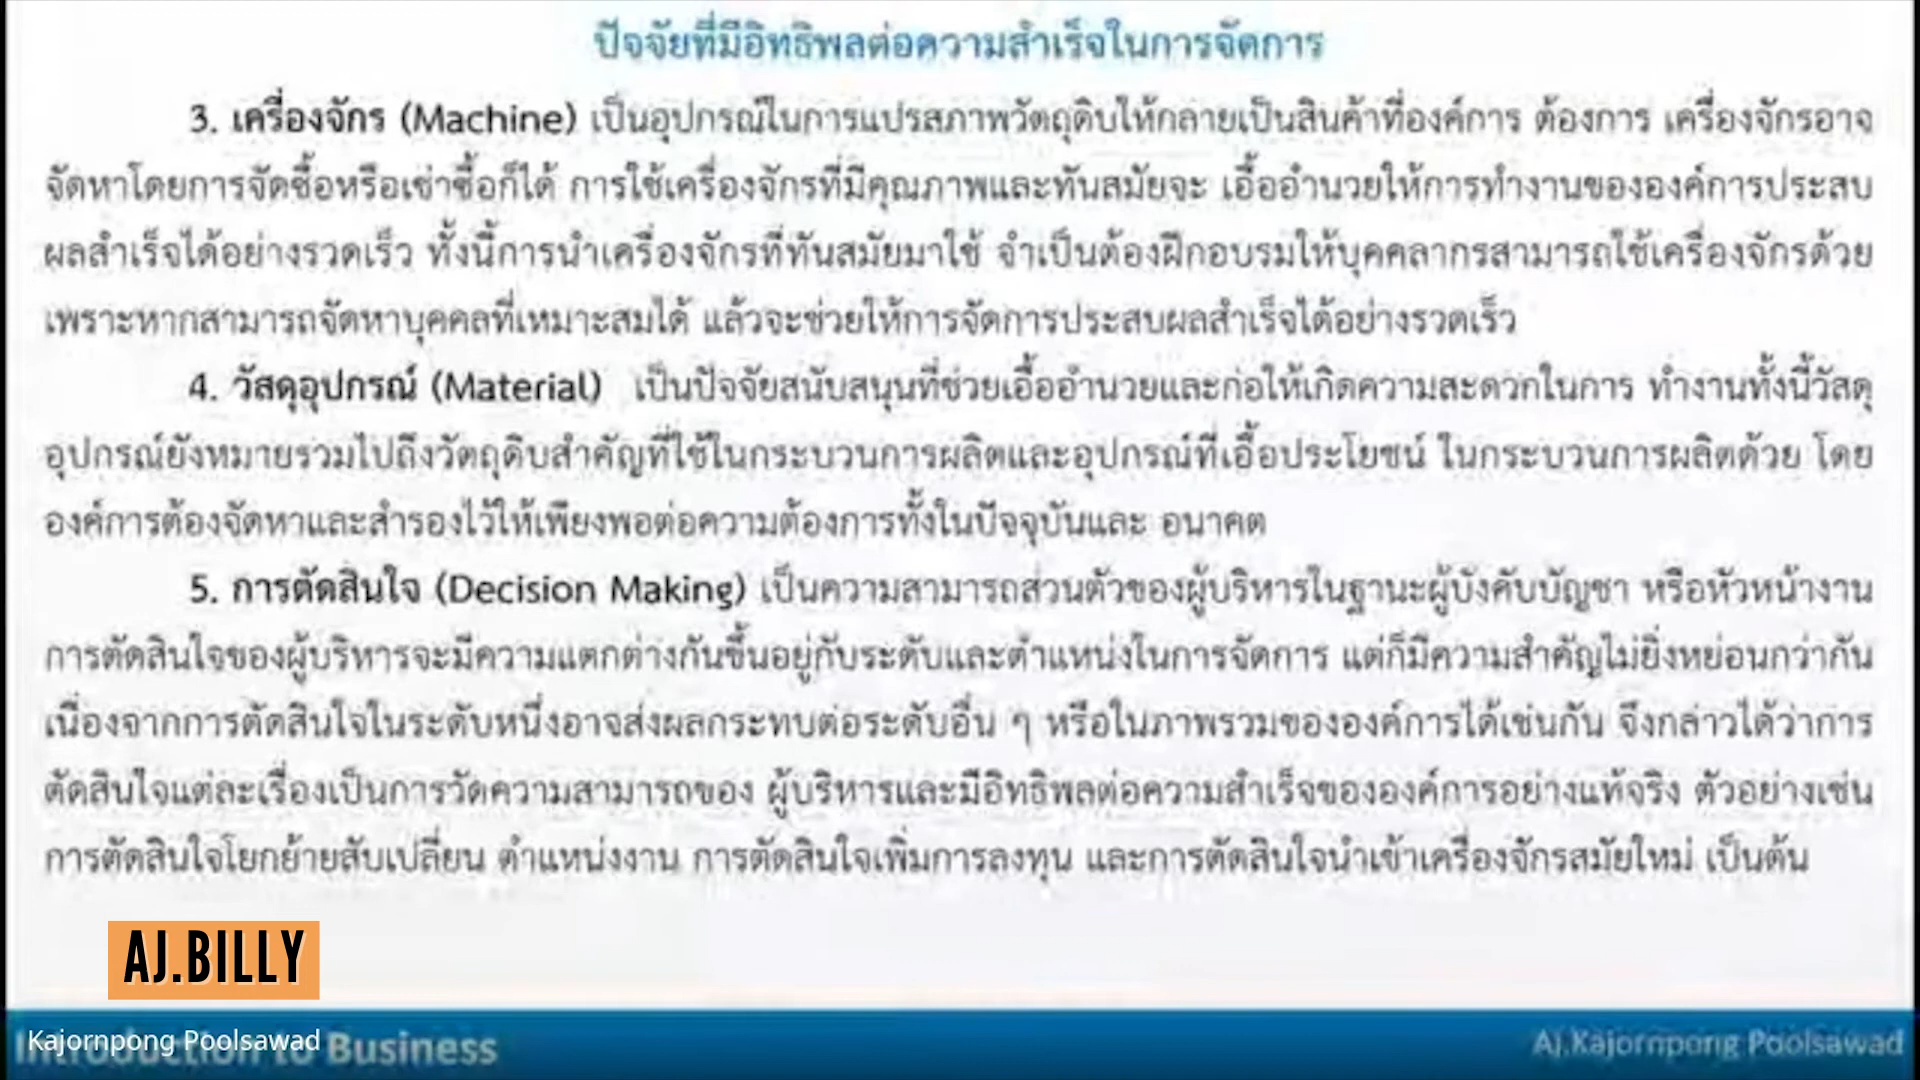 ปัจจัยที่มีอิทธิพลต่อความสำเร็จในการจัดการ
3. เครื่องจักร (Machine) เป็นอุปกรณ์ในการแปรสภาพวัตถุดิบให้กลายเป็นสินค้าที่องค์การ ต้องการ เครื่องจักรอาจ
จัดหาโดยการจัดซื้อหรือเช่าซื้อก็ได้ การใช้เครื่องจักรที่มีคุณภาพและทันสมัยจะ เอื้ออำนวยให้การทำงานขององค์การประสบ
ผลสำเร็จได้อย่างรวดเร็ว ทั้งนี้การนำเครื่องจักรที่ทันสมัยมาใช้ จำเป็นต้องฝึกอบรมให้บุคคลากรสามารถใช้เครื่องจักรด้วย
เพราะหากสามารถจัดหาบุคคลที่เหมาะสมได้ แล้วจะช่วยให้การจัดการประสบผลสำเร็จได้อย่างรวดเร็ว
4. วัสดุอุปกรณ์ (Material) เป็นปัจจัยสนับสนุนที่ช่วยเอื้ออำนวยและก่อให้เกิดความสะดวกในการ ทำงานทั้งนี้วัสดุ
อุปกรณ์ยังหมายรวมไปถึงวัตถุดิบสำคัญที่ใช้ในกระบวนการผลิตและอุปกรณ์ที่เอื้อประโยชน์ ในกระบวนการผลิตด้วย โดย
องค์การต้องจัดหาและสำรองไว้ให้เพียงพอต่อความต้องการทั้งในปัจจุบันและ อนาคต
5. การตัดสินใจ (Decision Making) เป็นความสามารถส่วนตัวของผู้บริหารในฐานะผู้บังคับบัญชา หรือหัวหน้างาน
การตัดสินใจของผู้บริหารจะมีความแตกต่างกันขึ้นอยู่กับระดับและตำแหน่งในการจัดการ แต่ก็มีความสำคัญไม่ยิ่งหย่อนกว่ากัน
เนื่องจากการตัดสินใจในระดับหนึ่งอาจส่งผลกระทบต่อระดับอื่น ๆ หรือในภาพรวมขององค์การได้เช่นกัน จึงกล่าวได้ว่าการ
ตัดสินใจแต่ละเรื่องเป็นการวัดความสามารถของ ผู้บริหารและมีอิทธิพลต่อความสำเร็จขององค์การอย่างแท้จริง ตัวอย่างเช่น
การตัดสินใจโยกย้ายสับเปลี่ยน ตำแหน่งงาน การตัดสินใจเพิ่มการลงทุน และการตัดสินใจนำเข้าเครื่องจักรสมัยใหม่ เป็นต้น
AJ.BILLY
Kajornpong Poolsawad
Introduction to Business
AJ.Kajornpong Poolsawad